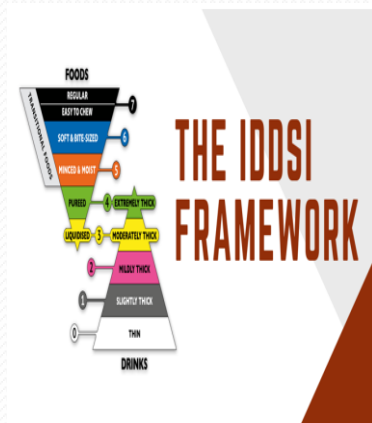 FOODS
REGULAR
EASY TO CHEW
7
TRANSITIONAL FOODS
SOFT & BITE-SIZED
6
MINCED & MOIST
5
PUREED
4
EXTREMELY THICK
LIQUIDISED
3
MODERATELY THICK
2
MILDLY THICK
1
SLIGHTLY THICK
0
THIN
DRINKS
THE IDDSI
FRAMEWORK